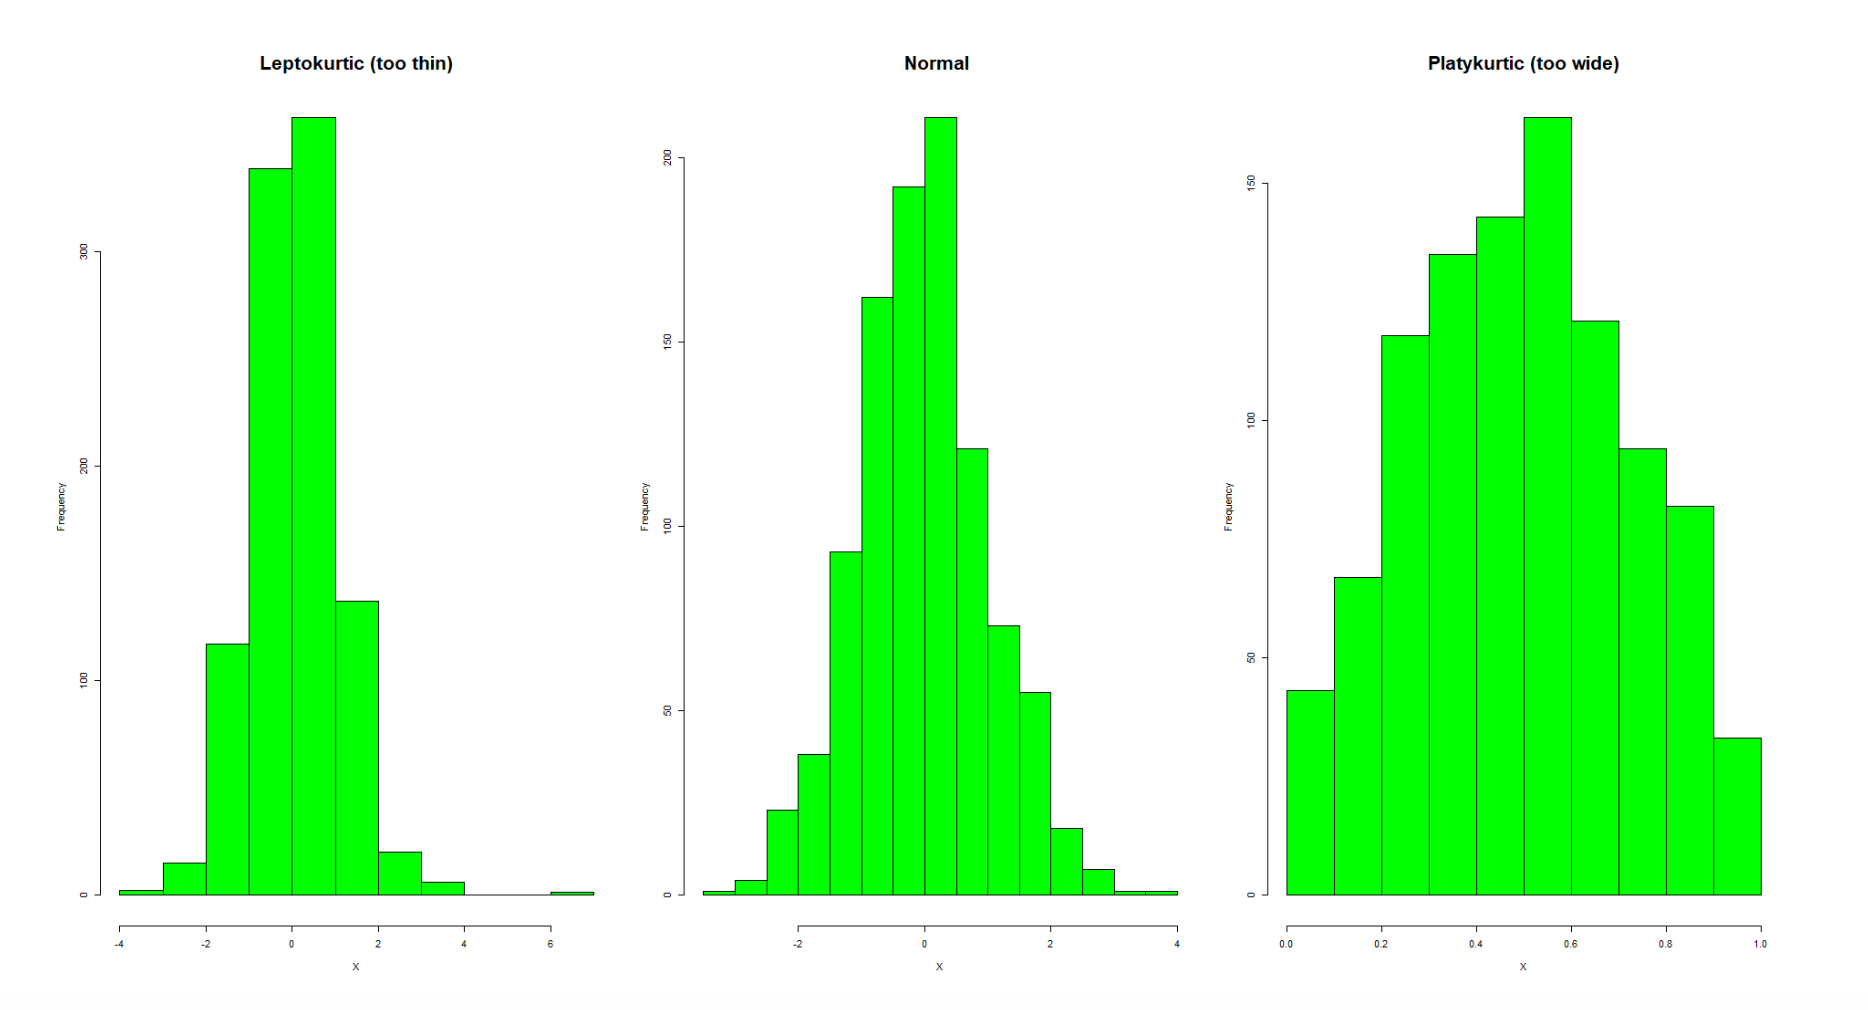 Leptokurtic (too thin)
Frequency
300
200
100
0
-4 -2 0 2 4 6
X
Normal
Frequency
200
150
100
50
0
-2 0 2 4
X
Platykurtic (too wide)
Frequency
150
100
50
0
0.0 0.2 0.4 0.6 0.8 1.0
X